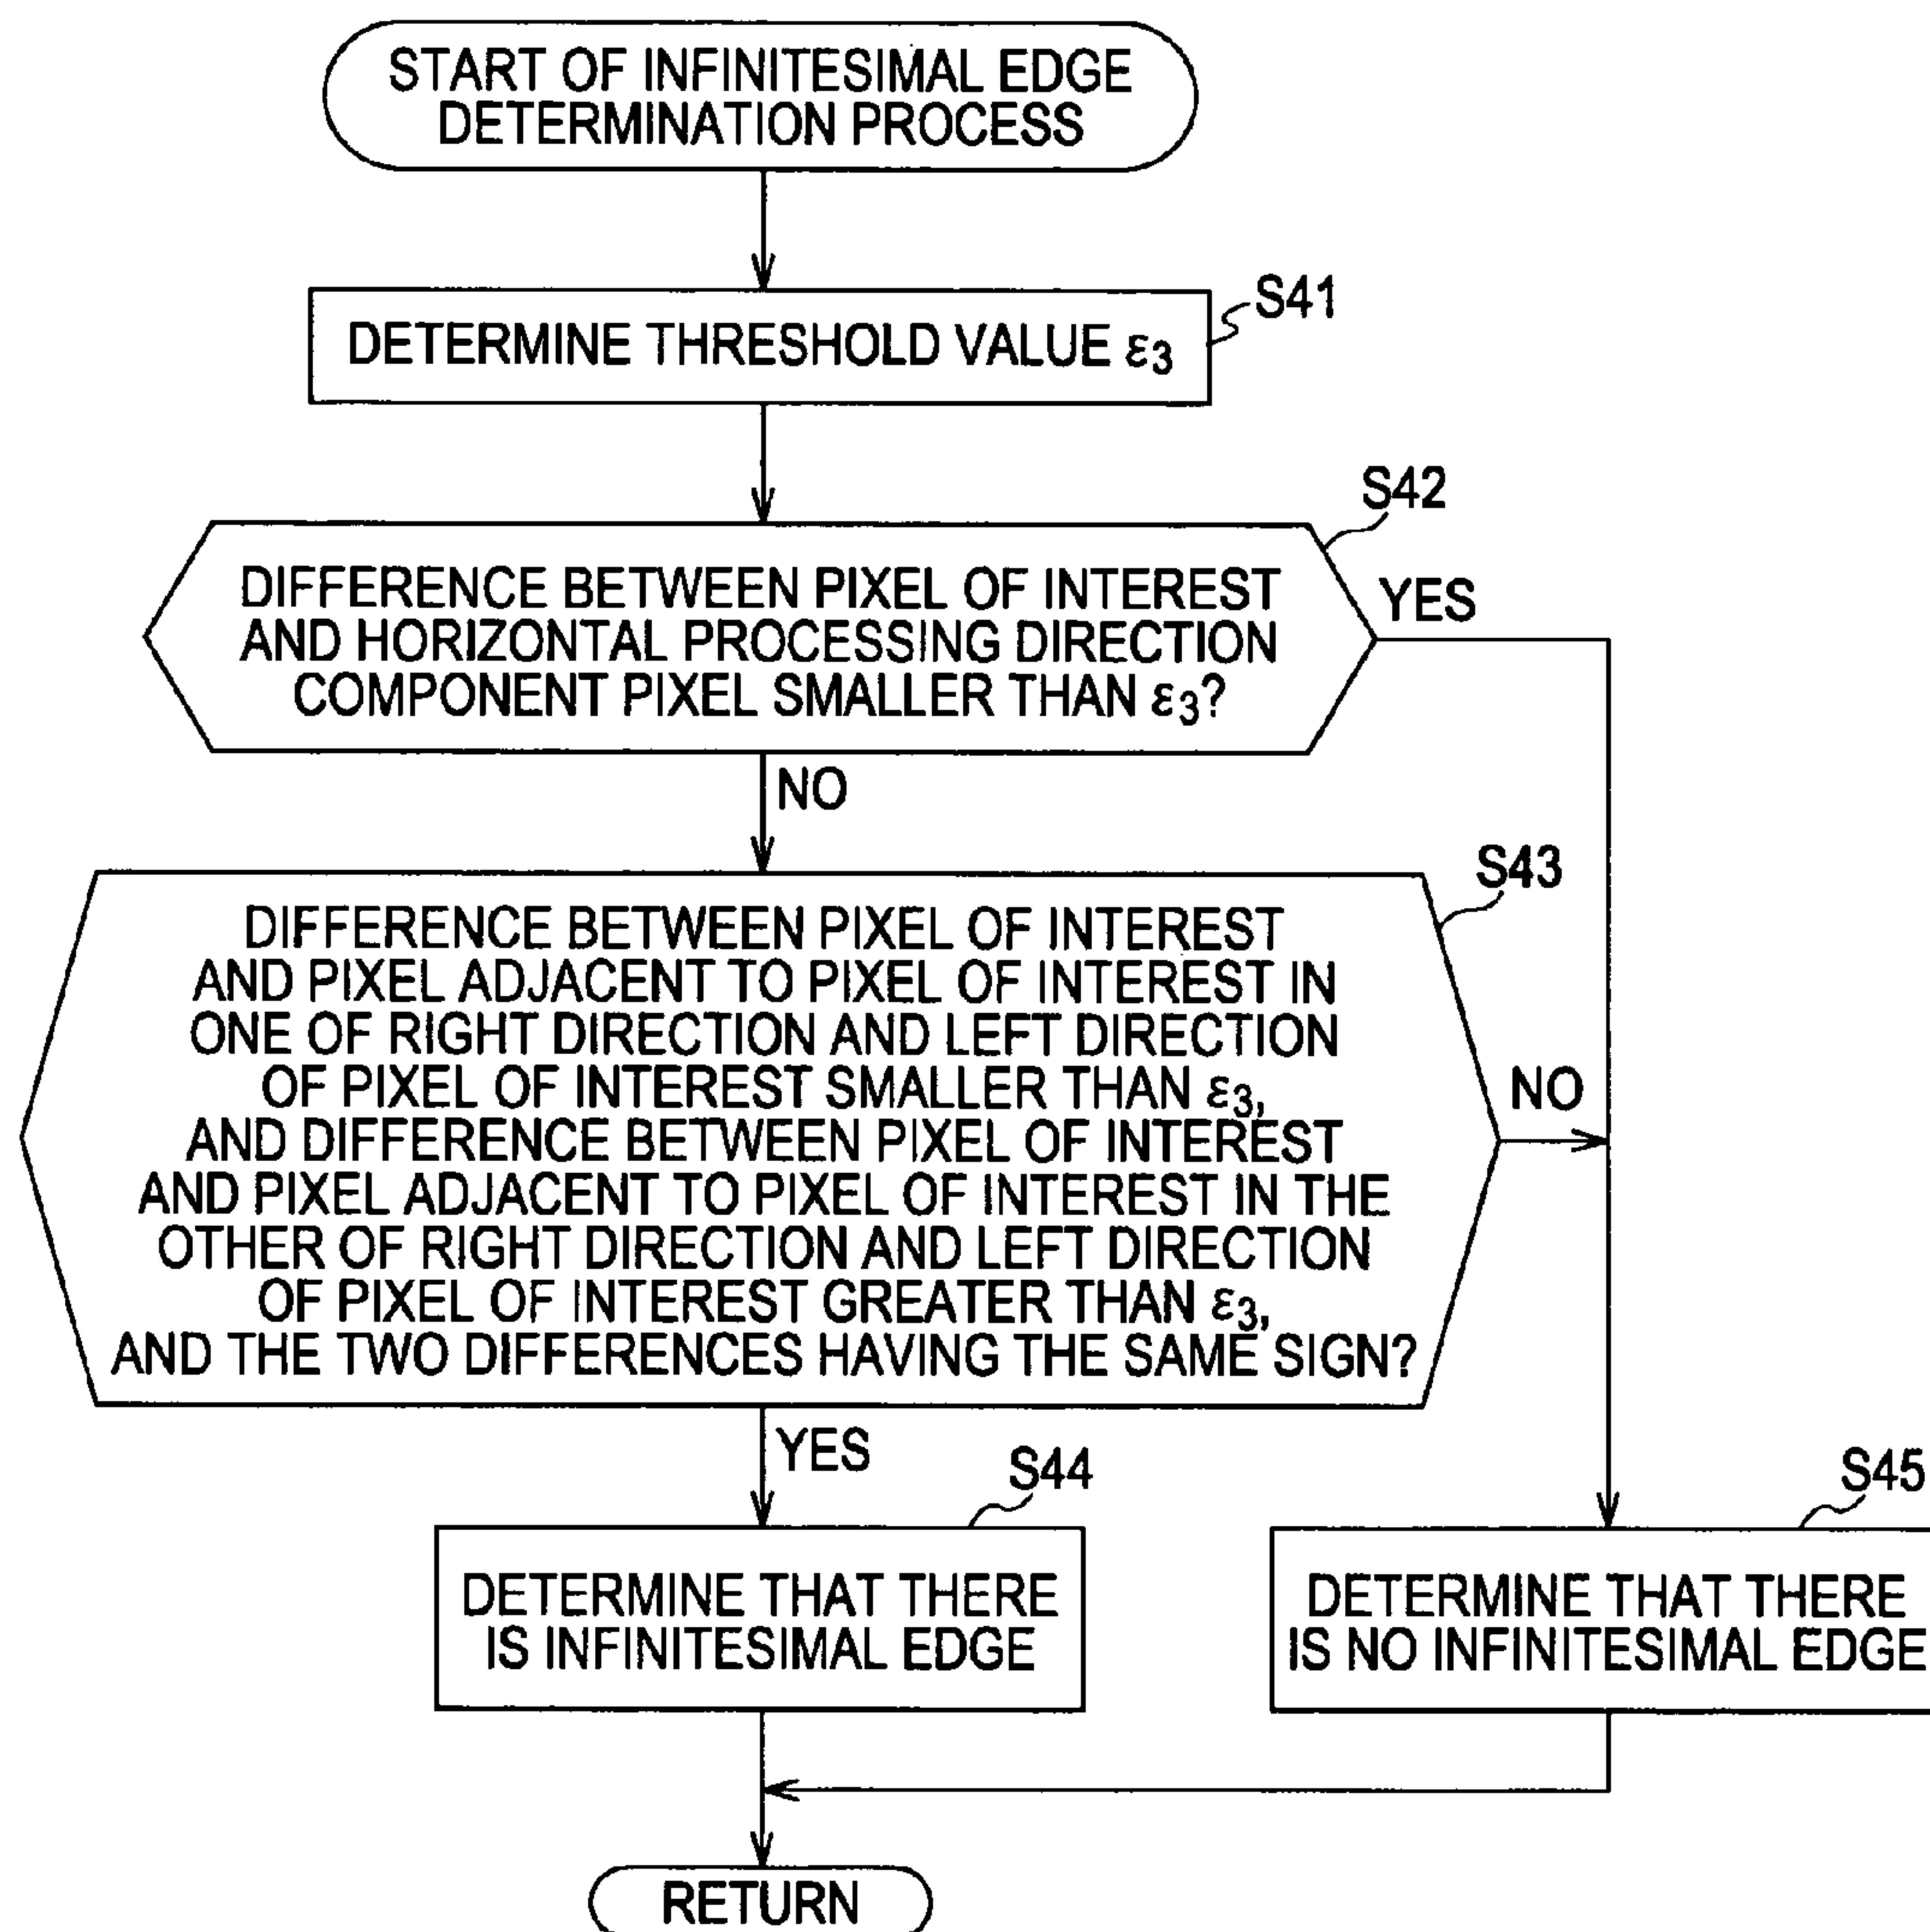 START OF INFINITESIMAL EDGE
DETERMINATION PROCESS
S41
DETERMINE THRESHOLD VALUE ε3
S42
DIFFERENCE BETWEEN PIXEL OF INTEREST
AND HORIZONTAL PROCESSING DIRECTION
COMPONENT PIXEL SMALLER THAN ε3?
YES
NO
S43
DIFFERENCE BETWEEN PIXEL OF INTEREST
AND PIXEL ADJACENT TO PIXEL OF INTEREST IN
ONE OF RIGHT DIRECTION AND LEFT DIRECTION
OF PIXEL OF INTEREST SMALLER THAN ε3,
AND DIFFERENCE BETWEEN PIXEL OF INTEREST
AND PIXEL ADJACENT TO PIXEL OF INTEREST IN THE
OTHER OF RIGHT DIRECTION AND LEFT DIRECTION
OF PIXEL OF INTEREST GREATER THAN ε3,
AND THE TWO DIFFERENCES HAVING THE SAME SIGN?
NO
YES
S44
DETERMINE THAT THERE
IS INFINITESIMAL EDGE
S45
DETERMINE THAT THERE
IS NO INFINITESIMAL EDGE
RETURN